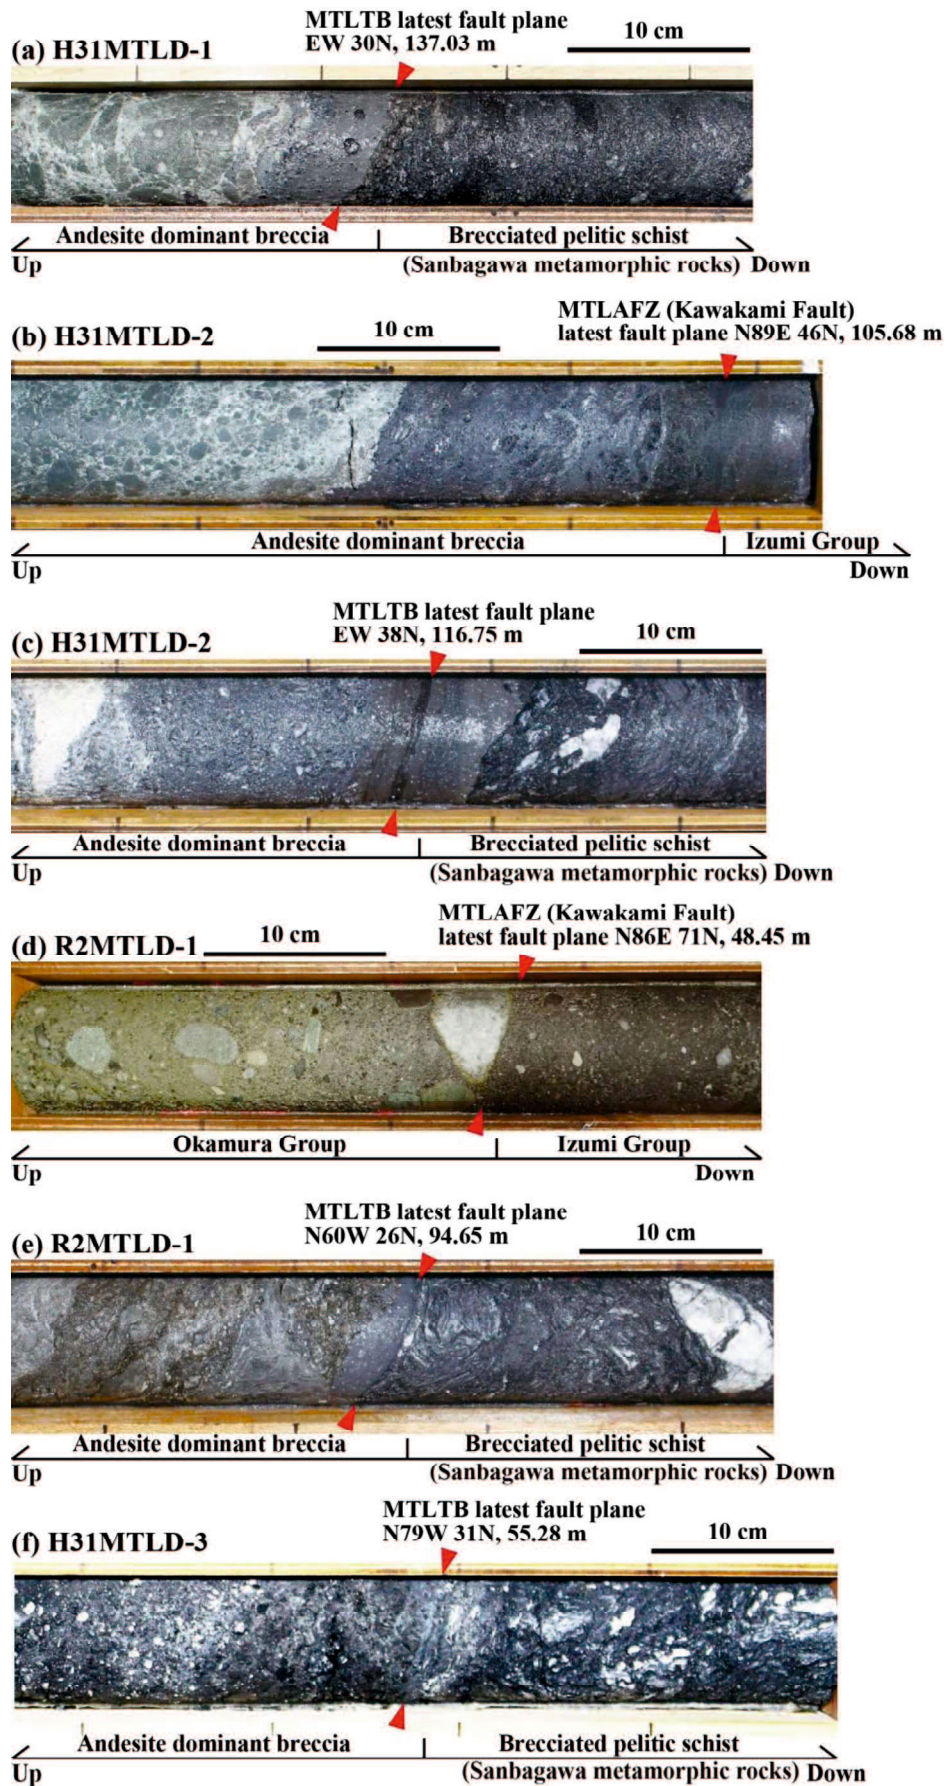 MTLTB latest fault plane
(a) H31MTLD-1 EW 30N, 137.03 m 10 cm
Andesite dominant breccia Brecciated pelitic schist
Up (Sanbagawa metamorphic rocks) Down
MTLAFZ (Kawakami Fault)
(b) H31MTLD-2 10 cm latest fault plane N89E 46N, 105.68 m
Andesite dominant breccia Izumi Group
Up Down
MTLTB latest fault plane
(c) H31MTLD-2 EW 38N, 116.75 m 10 cm
Andesite dominant breccia Brecciated pelitic schist
Up (Sanbagawa metamorphic rocks) Down
MTLAFZ (Kawakami Fault)
(d) R2MTLD-1 10 cm latest fault plane N86E 71N, 48.45 m
Okamura Group Izumi Group
Up Down
MTLTB latest fault plane
(e) R2MTLD-1 N60W 26N, 94.65 m 10 cm
Andesite dominant breccia Brecciated pelitic schist
Up (Sanbagawa metamorphic rocks) Down
MTLTB latest fault plane
(f) H31MTLD-3 N79W 31N, 55.28 m 10 cm
Andesite dominant breccia Brecciated pelitic schist
Up (Sanbagawa metamorphic rocks) Down